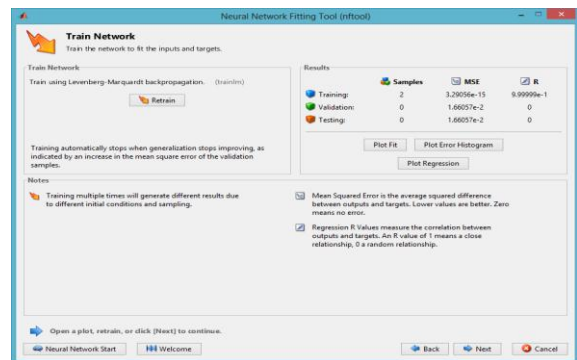 Neural Network Fitting Tool (nftool)
Train Network
Train the network to fit the inputs and targets.
Train Network
Train using Levenberg-Marquardt backpropagation. (trainlm)
Retrain
Training automatically stops when generalization stops improving, as
indicated by an increase in the mean square error of the validation
samples.
Results
Samples MSE R
Training: 2 3.29056e-15 9.99999e-1
Validation: 0 1.66057e-2 0
Testing: 0 1.66057e-2 0
Plot Fit Plot Error Histogram
Plot Regression
Notes
Training multiple times will generate different results due
to different initial conditions and sampling.
Mean Squared Error is the average squared difference
between outputs and targets. Lower values are better. Zero
means no error.
Regression R Values measure the correlation between
outputs and targets. An R value of 1 means a close
relationship, 0 a random relationship.
Open a plot, retrain, or click [Next] to continue.
Neural Network Start Welcome Back Next Cancel